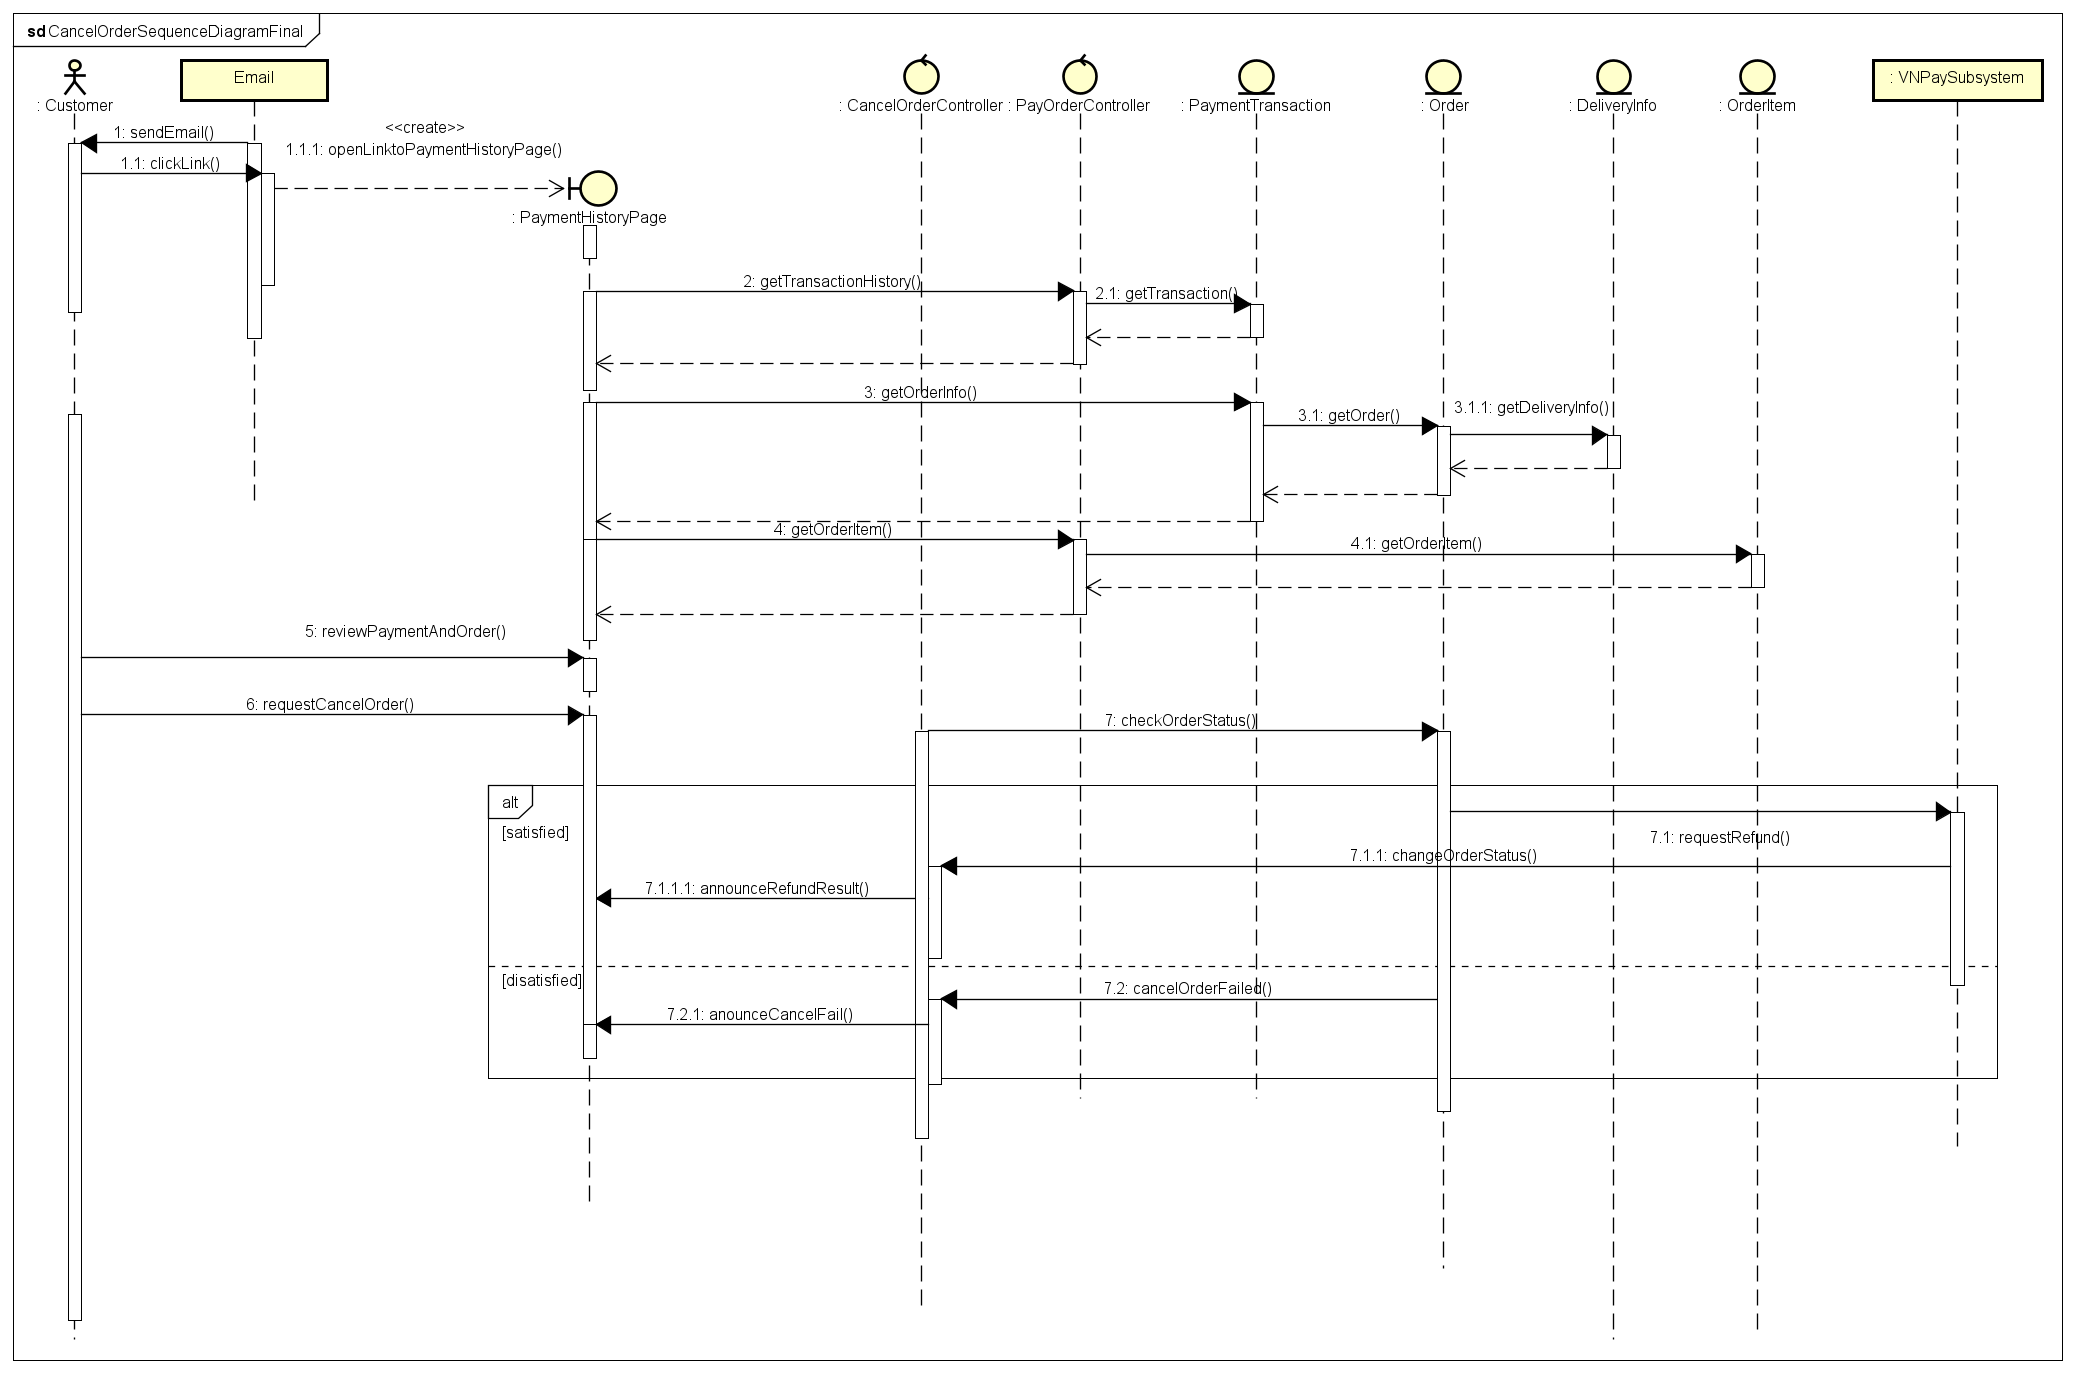 sd CancelOrderSequenceDiagramFinal
: Customer
Email
: CancelOrderController
: PayOrderController
: PaymentTransaction
: Order
: DeliveryInfo
: OrderItem
: VNPaySubsystem
1: sendEmail()
<<create>>
1.1.1: openLinktoPaymentHistoryPage()
1.1: clickLink()
: PaymentHistoryPage
2: getTransactionHistory()
2.1: getTransaction()
3: getOrderInfo()
3.1: getOrder()
3.1.1: getDeliveryInfo()
4: getOrderItem()
4.1: getOrderItem()
5: reviewPaymentAndOrder()
6: requestCancelOrder()
7: checkOrderStatus()
alt
[satisfied]
7.1: requestRefund()
7.1.1: changeOrderStatus()
7.1.1.1: announceRefundResult()
[disatisfied]
7.2: cancelOrderFailed()
7.2.1: anounceCancelFail()